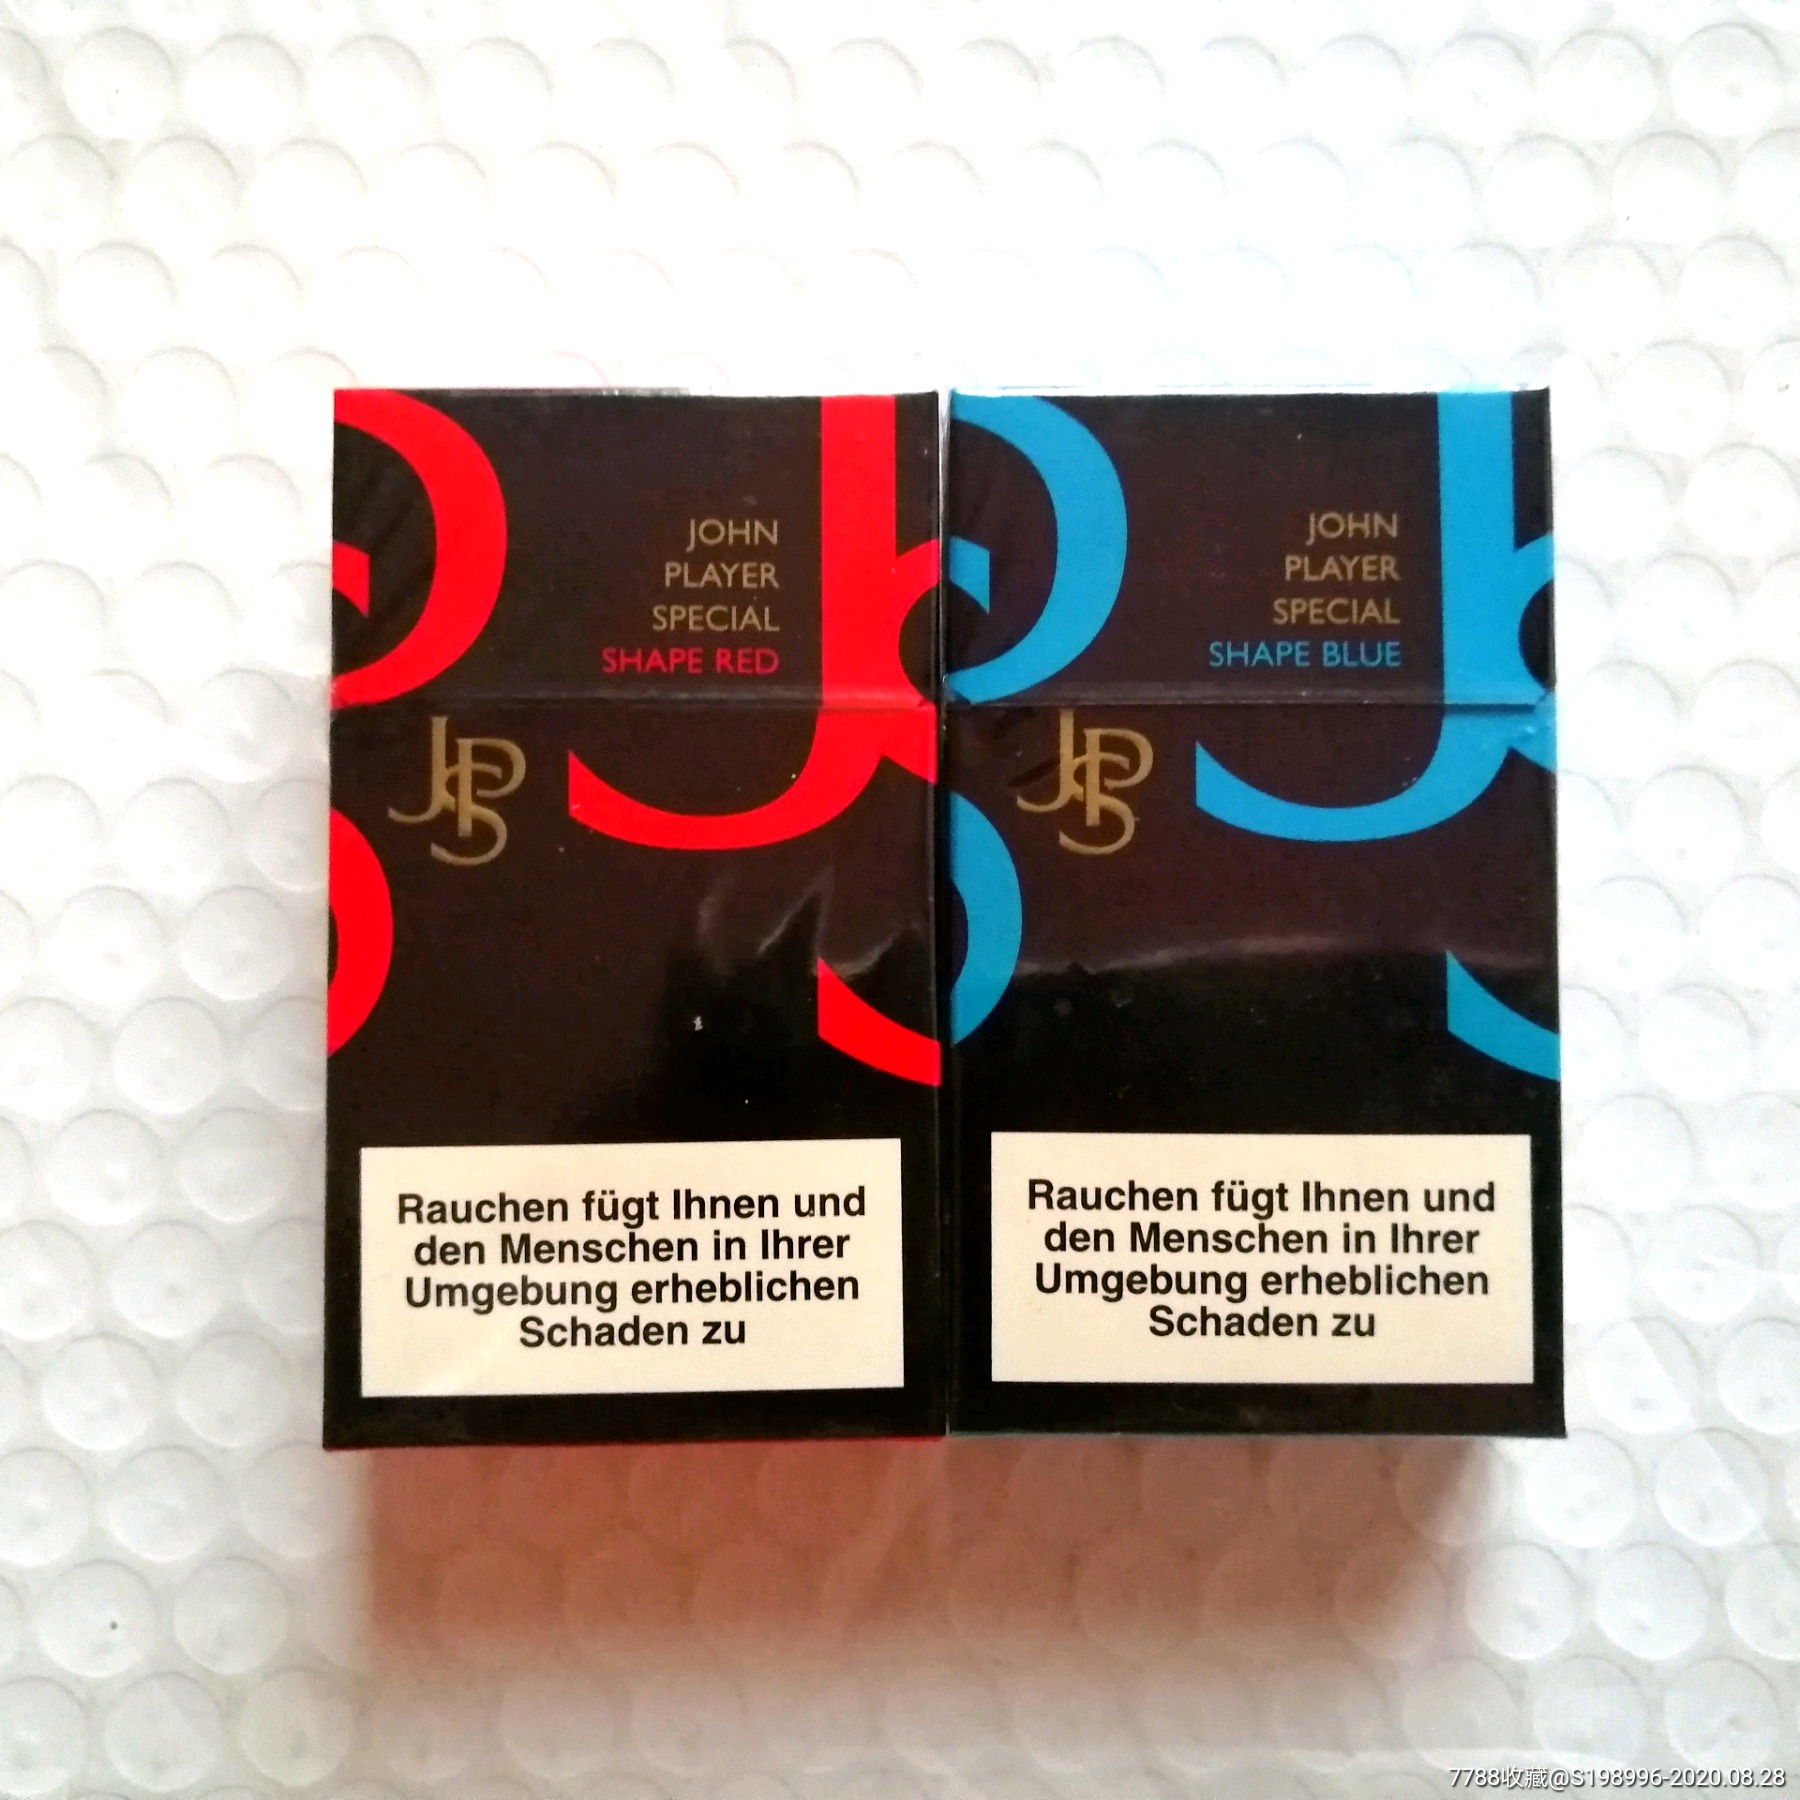 JOHN
PLAYER
SPECIAL
SHAPE RED
JPS
Rauchen fügt Ihnen und
den Menschen in Ihrer
Umgebung erheblichen
Schaden zu
JOHN
PLAYER
SPECIAL
SHAPE BLUE
JPS
Rauchen fügt Ihnen und
den Menschen in Ihrer
Umgebung erheblichen
Schaden zu
7788收藏@S198996-2020.08.28